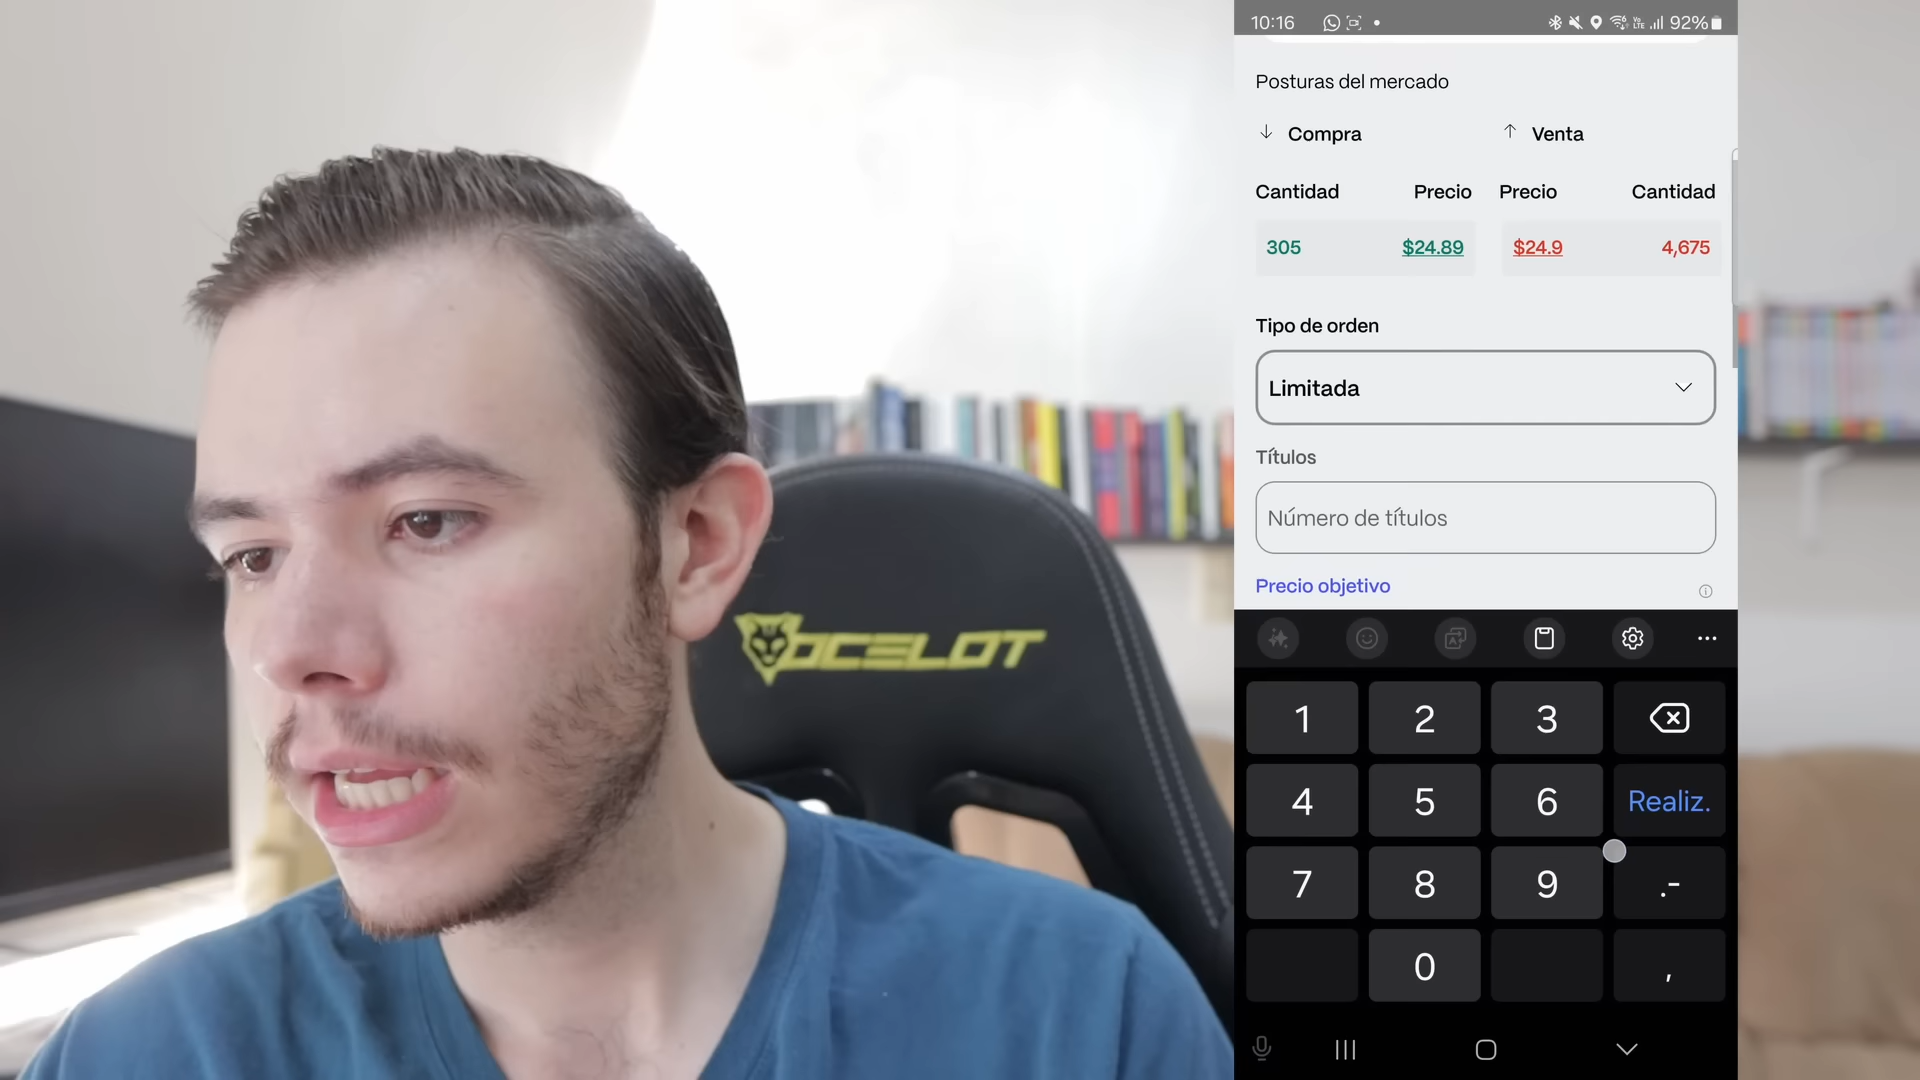 10:16
92%
Posturas del mercado
↓ Compra
↑ Venta
Cantidad Precio Precio Cantidad
305 $24.89 $24.9 4,675
Tipo de orden
Limitada
Títulos
Número de títulos
Precio objetivo
OCELOT
1 2 3
4 5 6 Realiz.
7 8 9 .-
0 ,